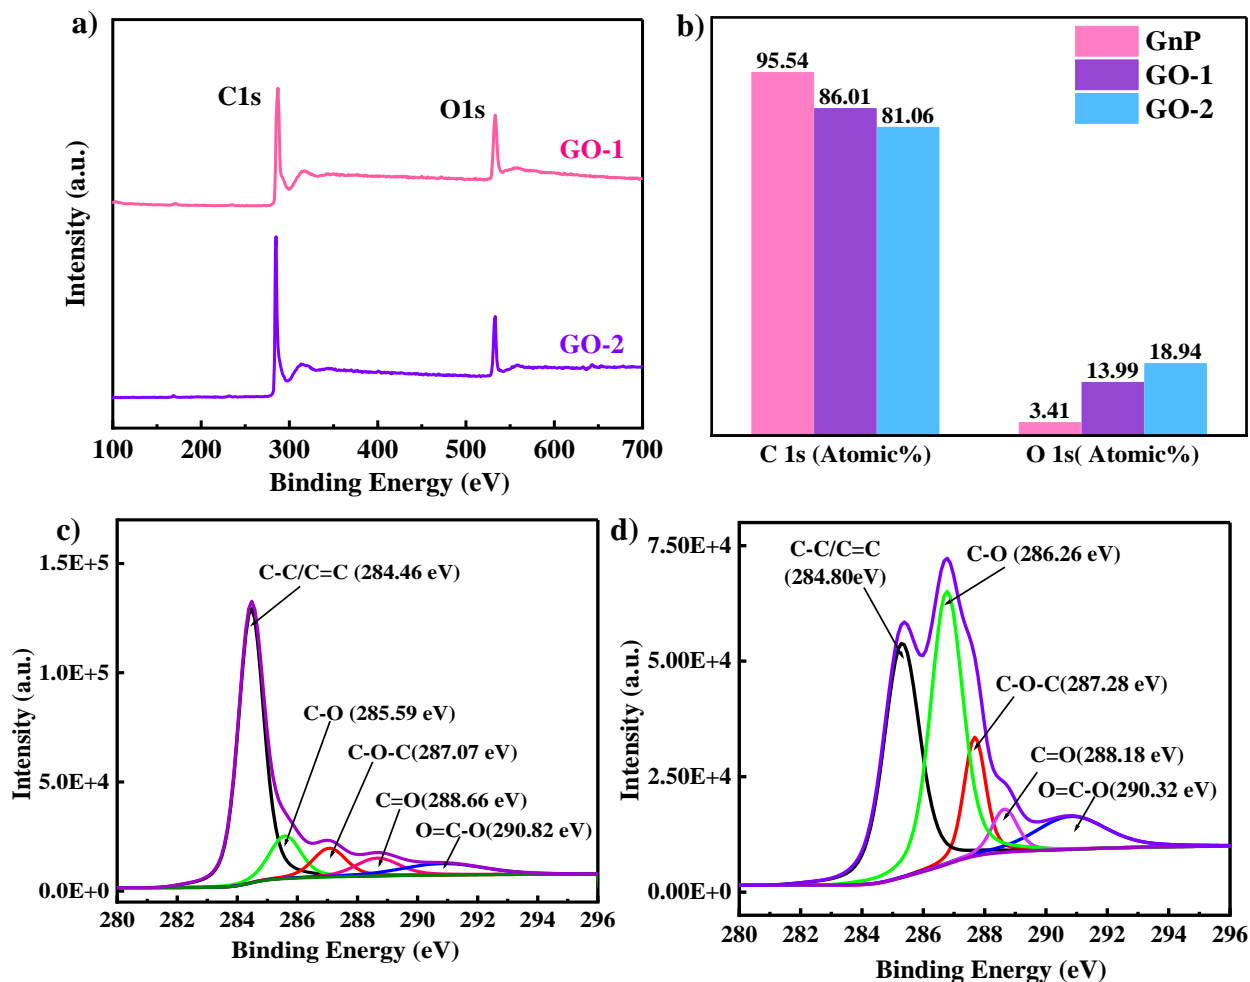 a)
C1s
O1s
GO-1
GO-2
Intensity (a.u.)
100 200 300 400 500 600 700
Binding Energy (eV)
b)
GnP
GO-1
GO-2
95.54
86.01
81.06
3.41
13.99
18.94
C 1s (Atomic%)
O 1s( Atomic%)
c)
1.5E+5
1.0E+5
5.0E+4
0.0E+0
Intensity (a.u.)
C-C/C=C (284.46 eV)
C-O (285.59 eV)
C-O-C(287.07 eV)
C=O(288.66 eV)
O=C-O(290.82 eV)
280 282 284 286 288 290 292 294 296
Binding Energy (eV)
d)
7.50E+4
5.00E+4
2.50E+4
0.00E+0
Intensity (a.u.)
C-C/C=C
(284.80eV)
C-O (286.26 eV)
C-O-C(287.28 eV)
C=O(288.18 eV)
O=C-O(290.32 eV)
280 282 284 286 288 290 292 294 296
Binding Energy (eV)